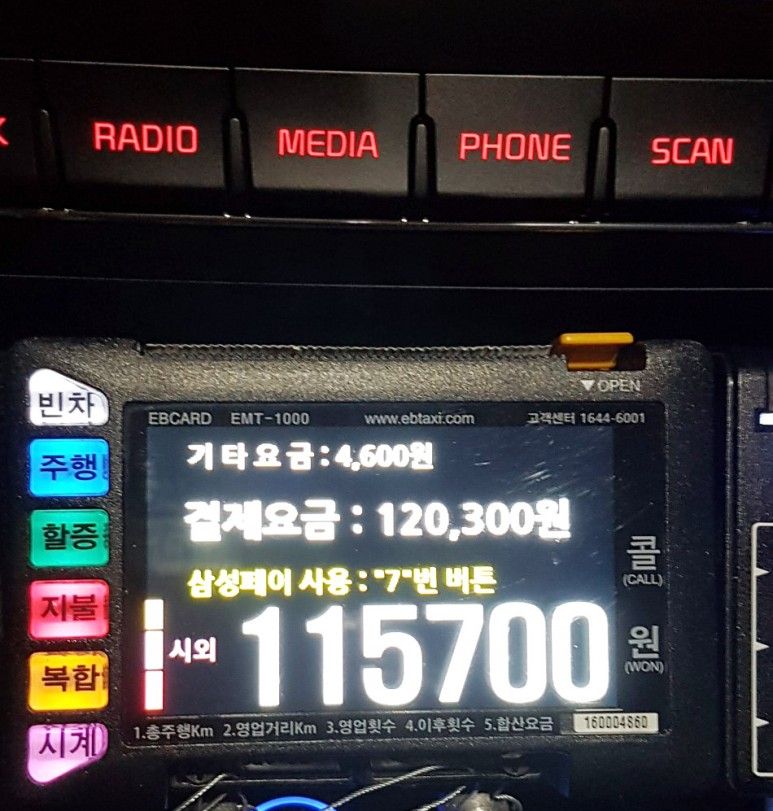 RADIO MEDIA PHONE SCAN
▼OPEN
빈차
EBCARD EMT-1000 www.ebtaxi.com 고객센터 1644-6001
기타요금:4,600원
주행
결제요금 : 120,300원
할증
콜
(CALL)
삼성페이 사용 : "7"번 버튼
지불
시외 115700
원
(WON)
복합
시계
1.총주행Km 2.영업거리Km 3.영업횟수 4.이후횟수 5.합산요금 160004860